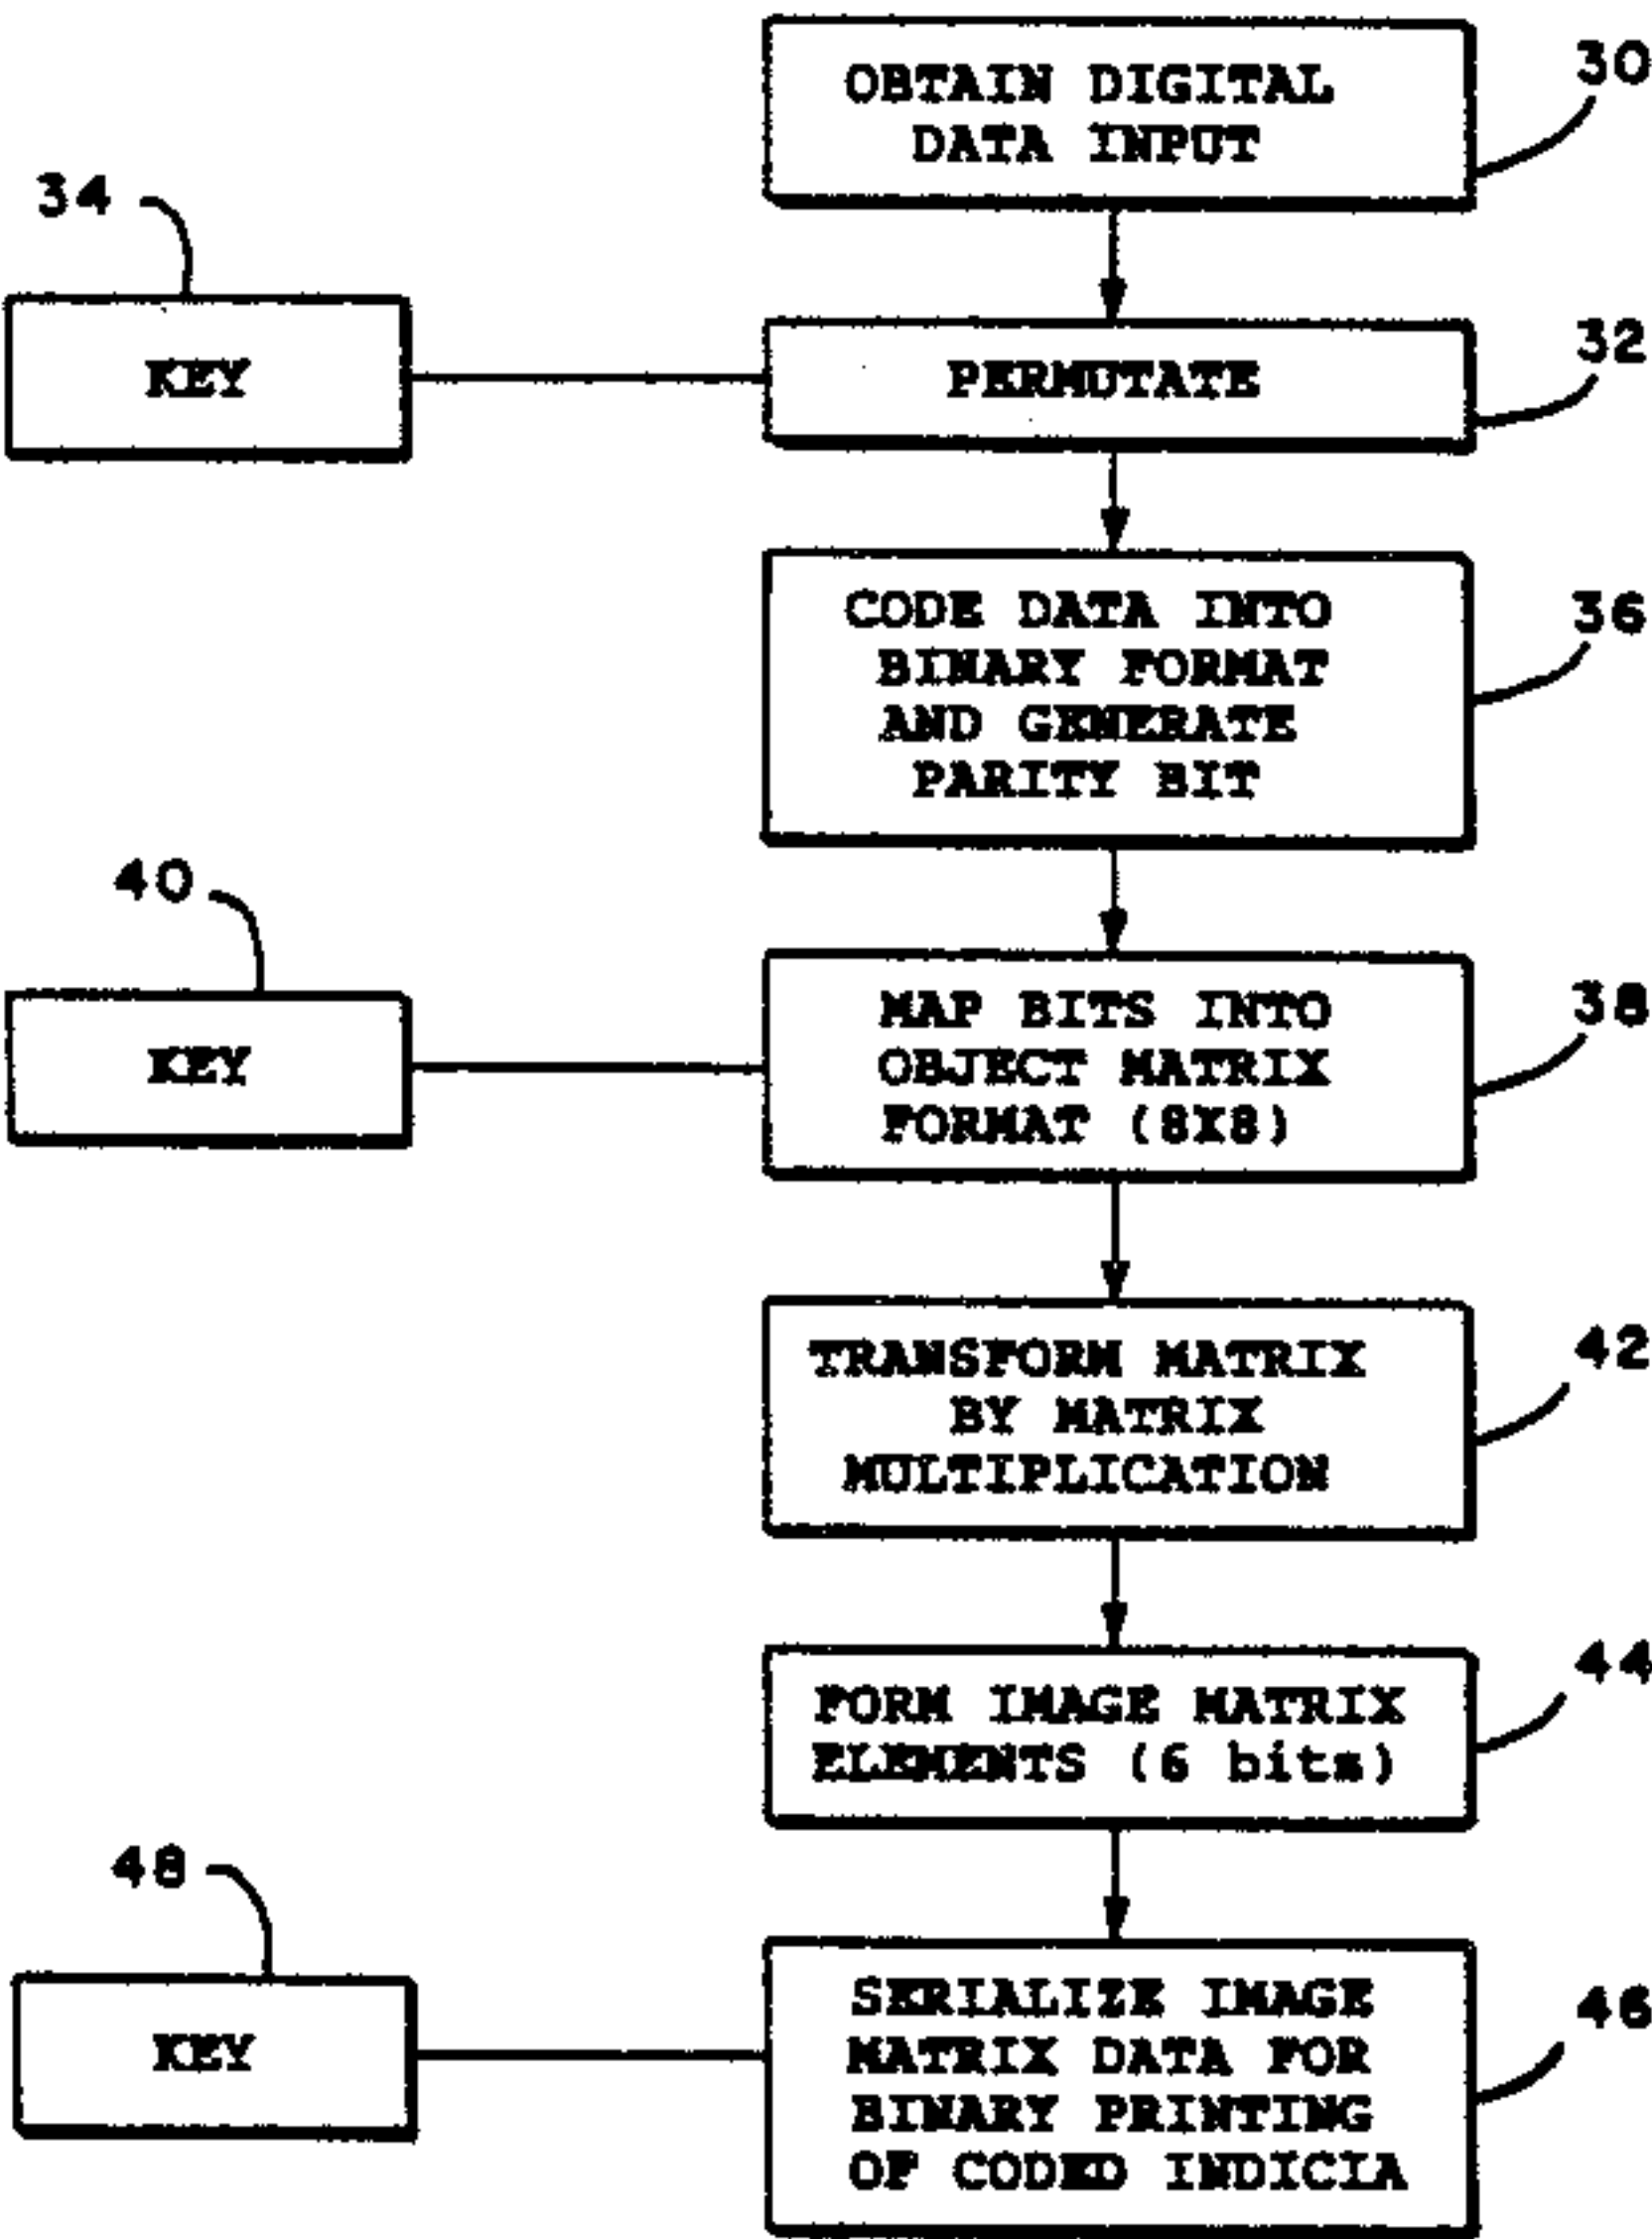 OBTAIN DIGITAL
DATA INPUT
30
34
KEY
PERMUTATE
32
CODE DATA INTO
BINARY FORMAT
AND GENERATE
PARITY BIT
36
40
KEY
MAP BITS INTO
OBJECT MATRIX
FORMAT (8X8)
38
TRANSFORM MATRIX
BY MATRIX
MULTIPLICATION
42
FORM IMAGE MATRIX
ELEMENTS (6 bits)
44
48
KEY
SERIALIZE IMAGE
MATRIX DATA FOR
BINARY PRINTING
OF CODED INDICIA
46